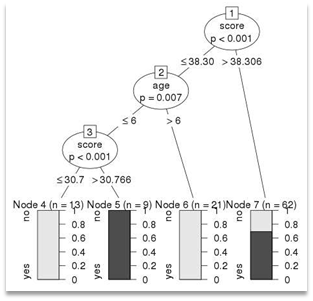 1
score
p < 0.001
≤38.30 > 38.306
2
age
p = 0.007
≤ 6 > 6
3
score
p < 0.001
≤30.7 >30.766
Node 4 (n = 13) Node 5 (n = 9) Node 6 (n = 21) Node 7 (n = 62)
no 1 no 1 no 1 no 1
0.8 0.8 0.8 0.8
0.6 0.6 0.6 0.6
0.4 0.4 0.4 0.4
0.2 0.2 0.2 0.2
yes 0 yes 0 yes 0 yes 0